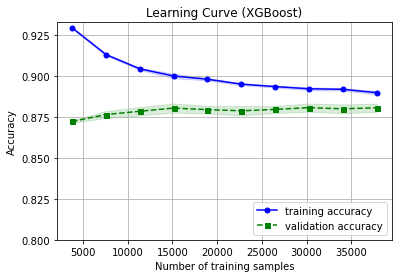 Learning Curve (XGBoost)
Accuracy
0.925
0.900
0.875
0.850
0.825
0.800
5000 10000 15000 20000 25000 30000 35000
Number of training samples
training accuracy
validation accuracy